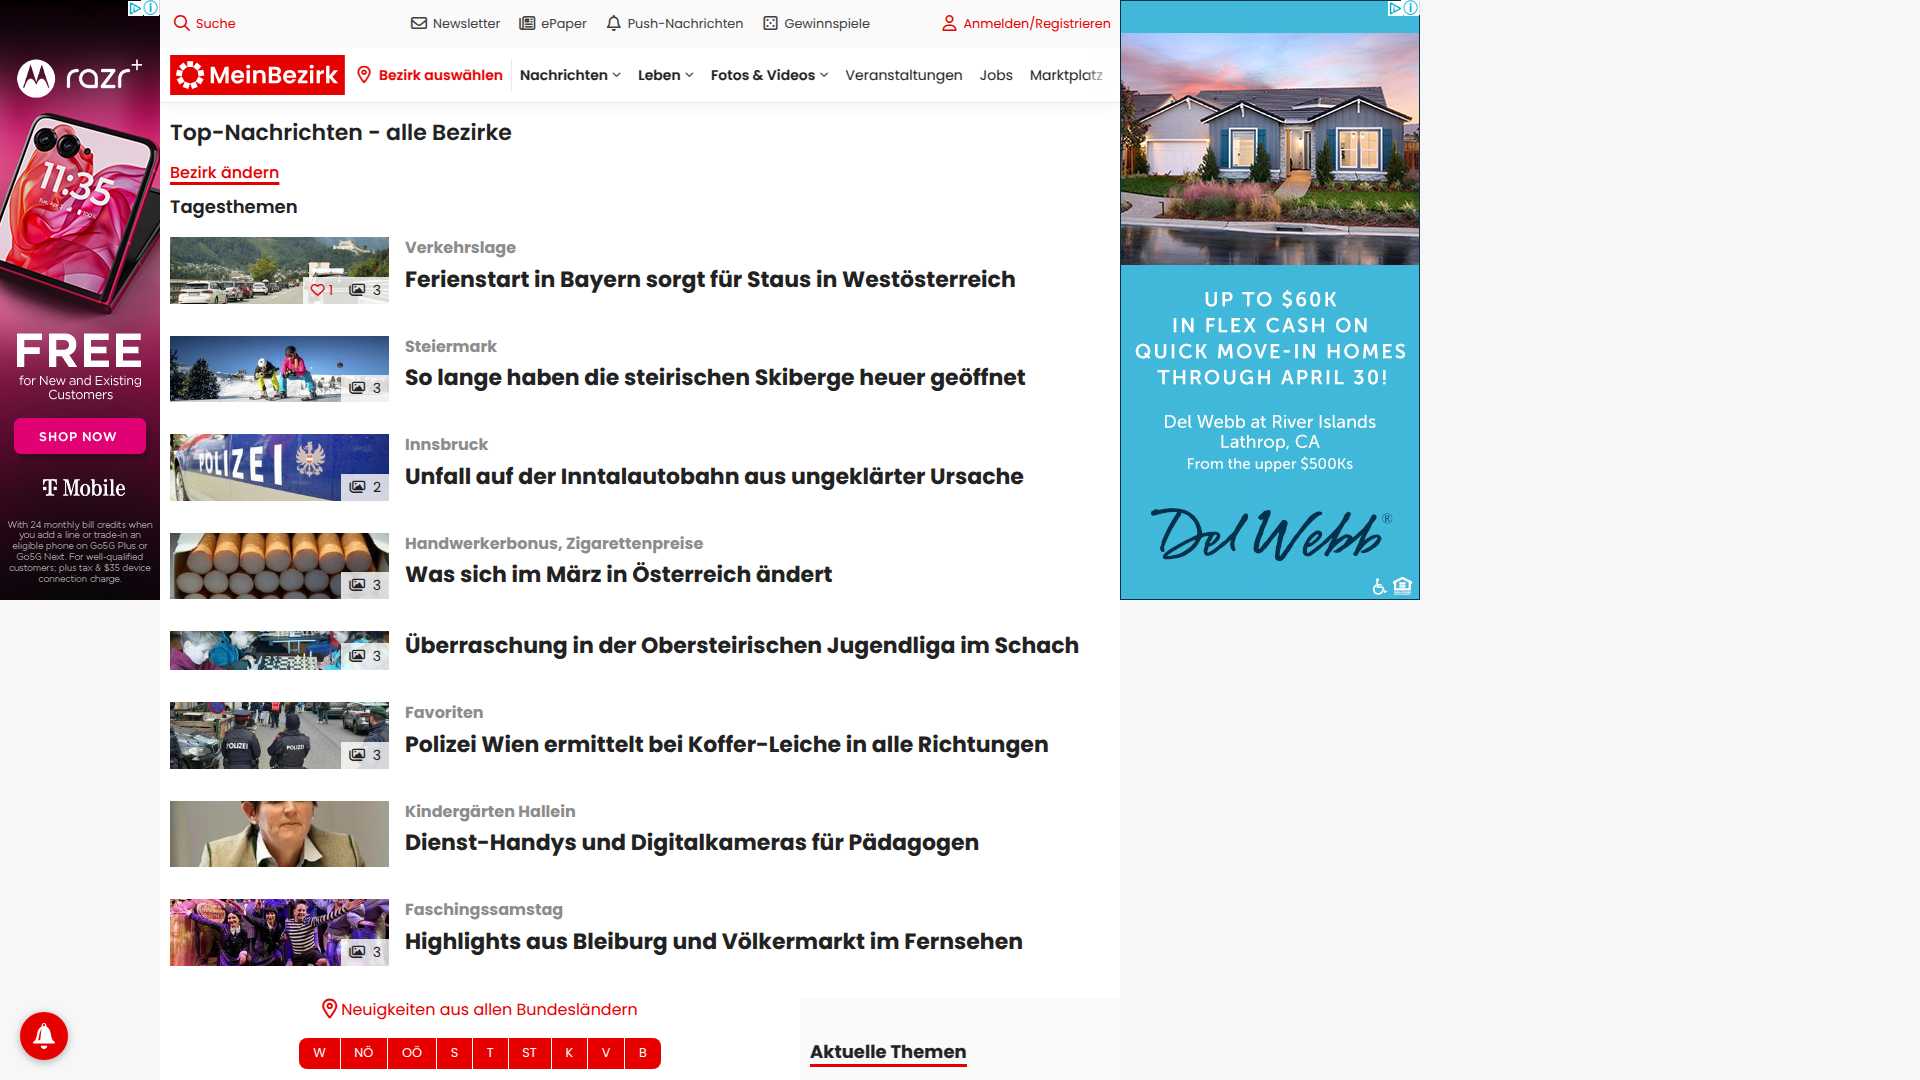 Suche
Newsletter
ePaper
Push-Nachrichten
Gewinnspiele
Anmelden/Registrieren
MeinBezirk
Bezirk auswählen
Nachrichten
Leben
Fotos & Videos
Veranstaltungen
Jobs
Marktplatz
Top-Nachrichten - alle Bezirke
Bezirk ändern
Tagesthemen
Verkehrslage
Ferienstart in Bayern sorgt für Staus in Westösterreich
1
3
Steiermark
So lange haben die steirischen Skiberge heuer geöffnet
3
Innsbruck
Unfall auf der Inntalautobahn aus ungeklärter Ursache
POLIZEI
2
Handwerkerbonus, Zigarettenpreise
Was sich im März in Österreich ändert
3
Überraschung in der Obersteirischen Jugendliga im Schach
3
Favoriten
Polizei Wien ermittelt bei Koffer-Leiche in alle Richtungen
POLIZEI
POLIZEI
3
Kindergärten Hallein
Dienst-Handys und Digitalkameras für Pädagogen
Faschingssamstag
Highlights aus Bleiburg und Völkermarkt im Fernsehen
3
Neuigkeiten aus allen Bundesländern
W
NÖ
OÖ
S
T
ST
K
V
B
Aktuelle Themen
razr+
11:35
FREE
for New and Existing
Customers
SHOP NOW
T Mobile
With 24 monthly bill credits when
you add a line or trade-in an
eligible phone on Go5G Plus or
Go5G Next. For well-qualified
customers; plus tax & $35 device
connection charge.
UP TO $60K
IN FLEX CASH ON
QUICK MOVE-IN HOMES
THROUGH APRIL 30!
Del Webb at River Islands
Lathrop, CA
From the upper $500Ks
Del Webb®